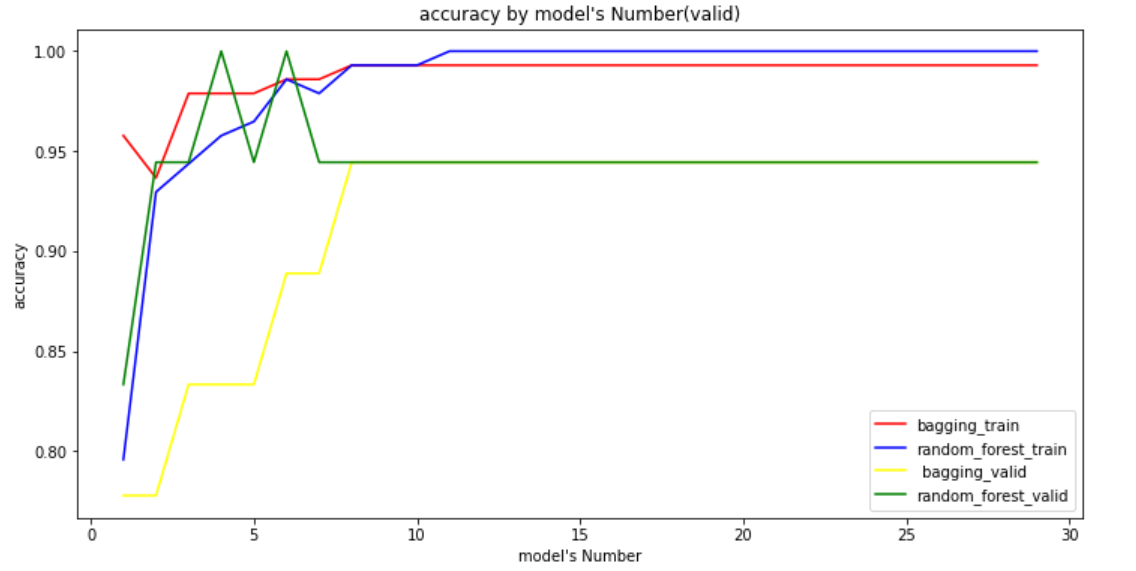 accuracy by model's Number(valid)
1.00
0.95
0.90
0.85
0.80
accuracy
0 5 10 15 20 25 30
model's Number
bagging_train
random_forest_train
bagging_valid
random_forest_valid